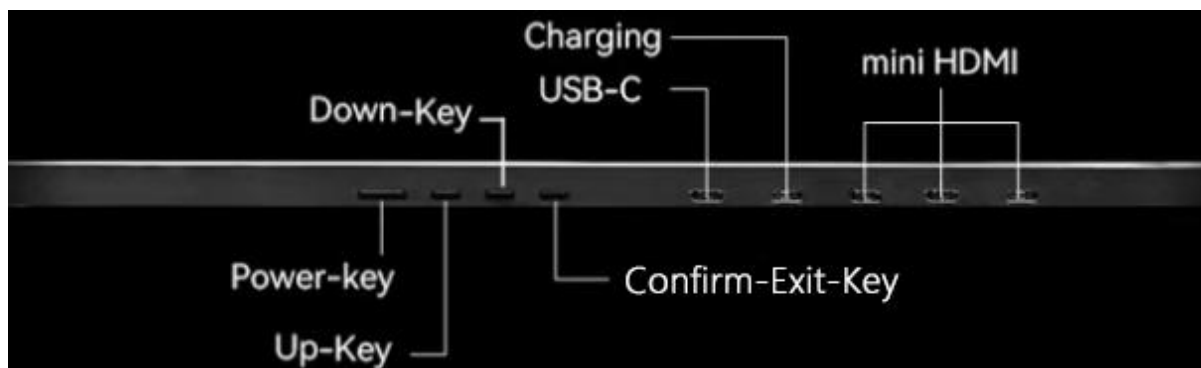 Charging
USB-C
mini HDMI
Down-Key
Power-key
Confirm-Exit-Key
Up-Key